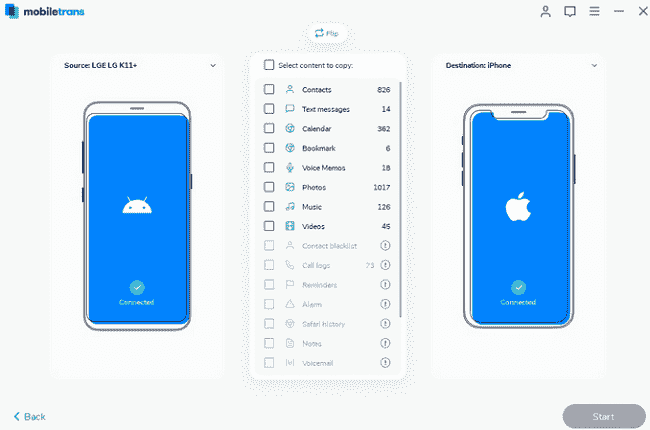 mobiletrans
Flip
Source: LGE LG K11+
Select content to copy:
Destination: iPhone
Contacts 826
Text messages 14
Calendar 362
Bookmark 6
Voice Memos 18
Photos 1017
Music 126
Videos 45
Contact blacklist
Call logs 73
Reminders
Alarm
Safari history
Notes
Voicemail
Connected
Connected
Back
Start